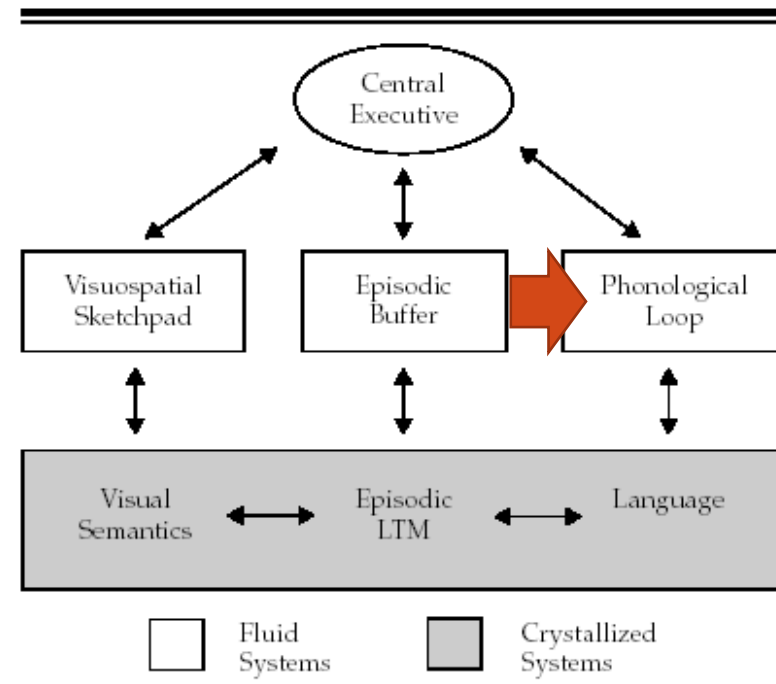 Central
Executive
Visuospatial
Sketchpad
Episodic
Buffer
Phonological
Loop
Visual
Semantics
Episodic
LTM
Language
Fluid
Systems
Crystallized
Systems